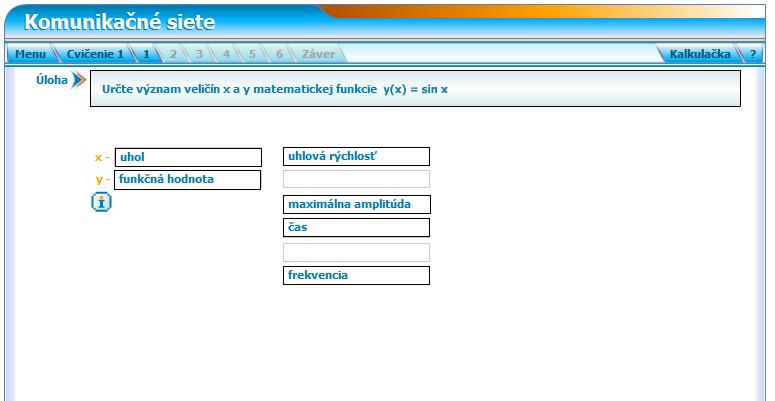 Komunikačné siete
Menu Cvičenie 1 1 2 3 4 5 6 Záver Kalkulačka ?
Úloha
Určte význam veličín x a y matematickej funkcie y(x) = sin x
x - uhol
y - funkčná hodnota
i
uhlová rýchlosť
maximálna amplitúda
čas
frekvencia